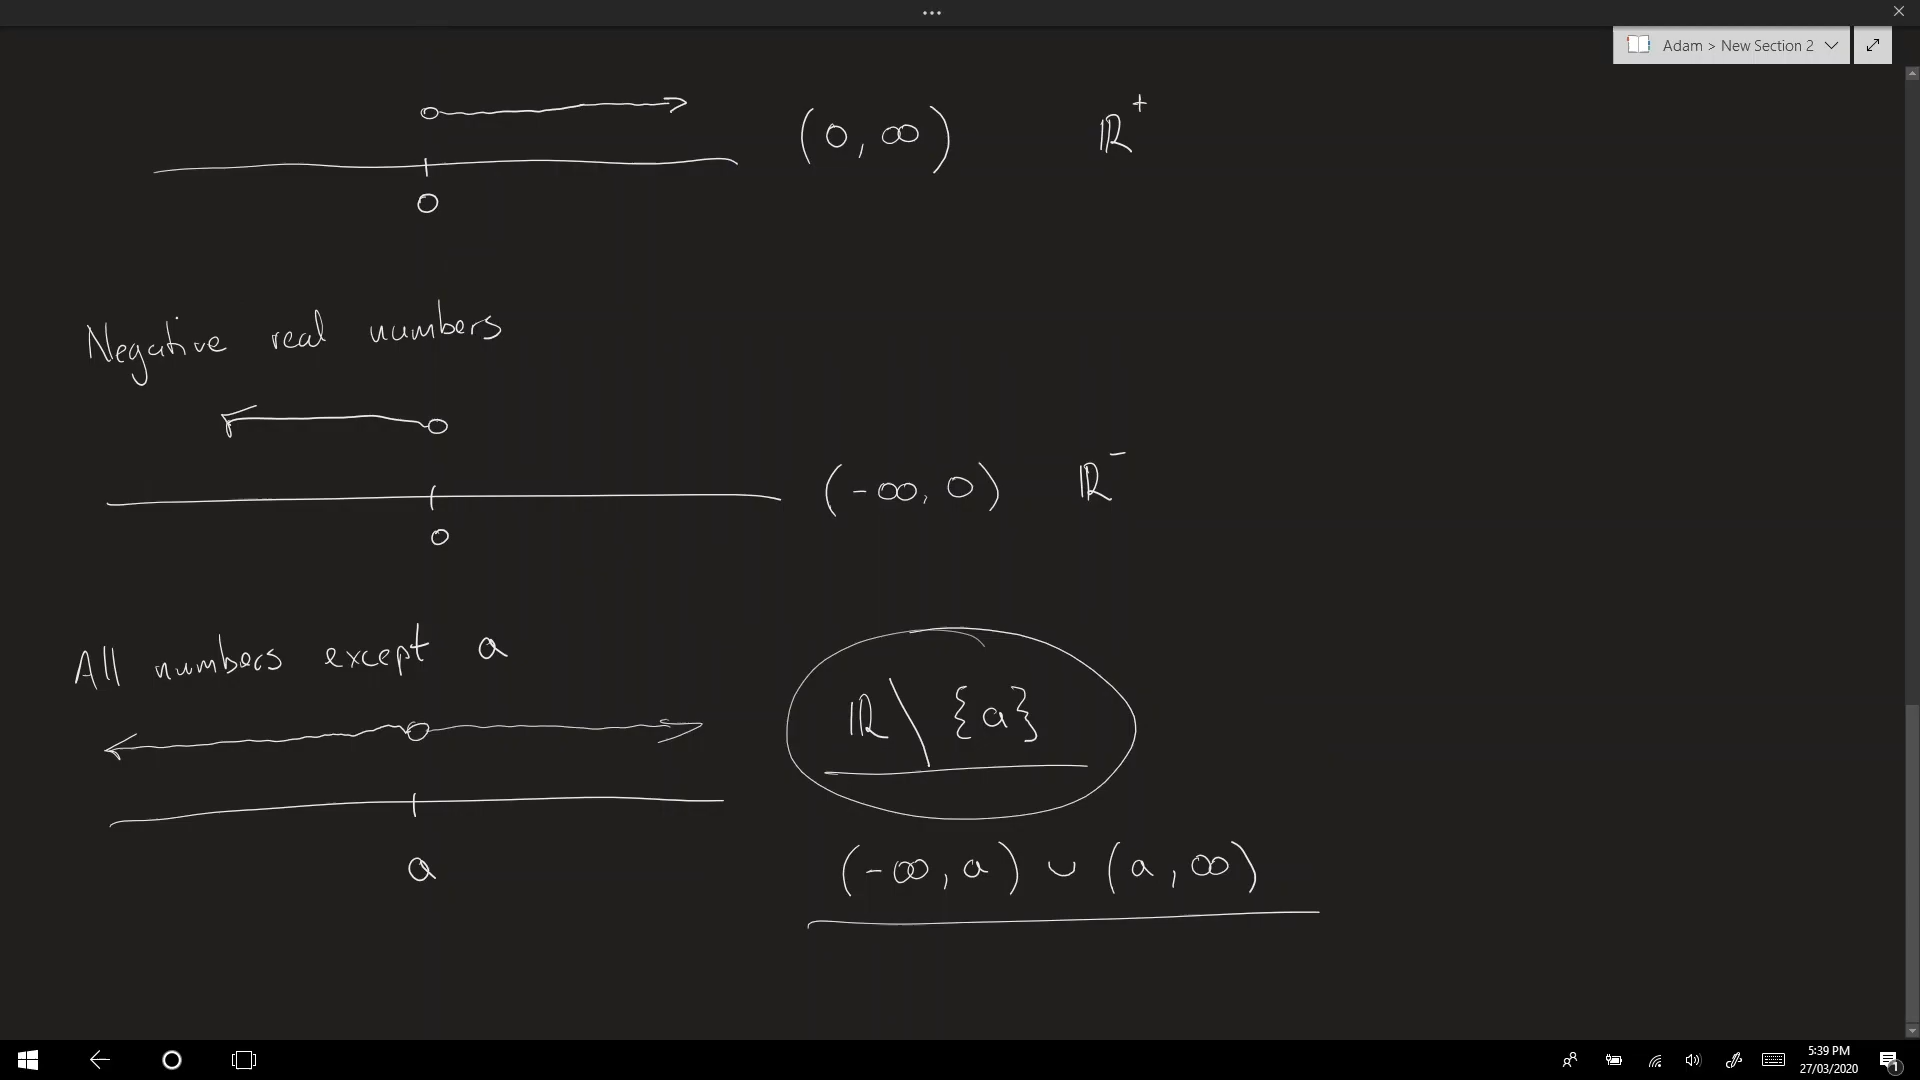 Adam > New Section 2
(0, ∞) ℝ⁺
0
Negative real numbers
(-∞, 0) ℝ⁻
0
All numbers except a
ℝ \ {a}
a
(-∞, a) ∪ (a, ∞)
5:39 PM
27/03/2020
1